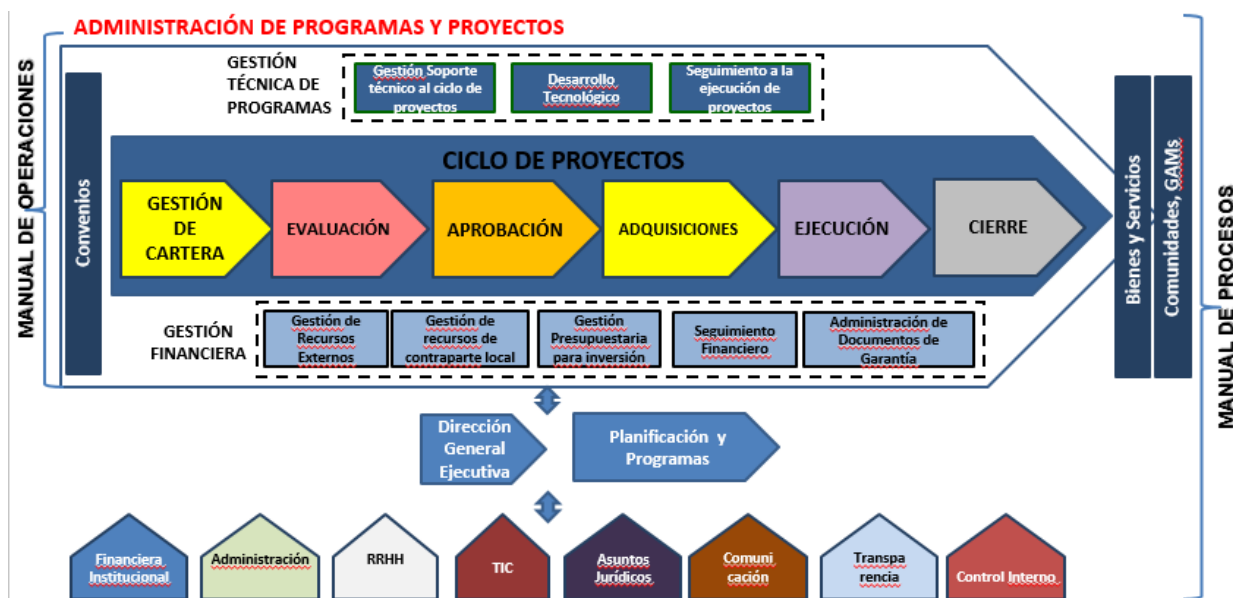 ADMINISTRACIÓN DE PROGRAMAS Y PROYECTOS
MANUAL DE OPERACIONES
GESTIÓN
TÉCNICA DE
PROGRAMAS
Gestión Soporte
técnico al ciclo de
proyectos
Desarrollo
Tecnológico
Seguimiento a la
ejecución de
proyectos
Convenios
CICLO DE PROYECTOS
GESTIÓN
DE
CARTERA
EVALUACIÓN
APROBACIÓN
ADQUISICIONES
EJECUCIÓN
CIERRE
Bienes y Servicios
Comunidades, GAMs
MANUAL DE PROCESOS
GESTIÓN
FINANCIERA
Gestión de
Recursos
Externos
Gestión de
recursos de
contraparte local
Gestión
Presupuestaria
para inversión
Seguimiento
Financiero
Administración de
Documentos de
Garantía
Dirección
General
Ejecutiva
Planificación y
Programas
Financiera
Institucional
Administración
RRHH
TIC
Asuntos
Jurídicos
Comuni
cación
Transpa
rencia
Control Interno